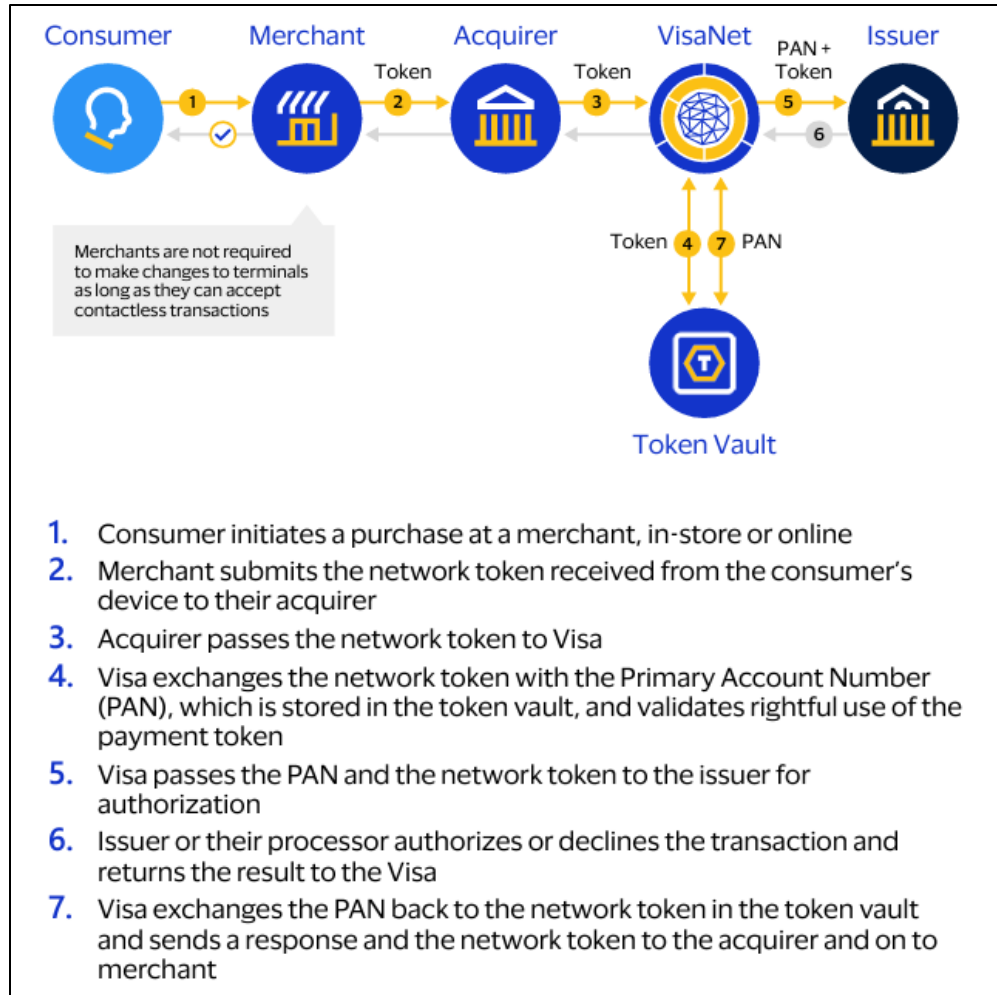 Consumer
Merchant
Acquirer
VisaNet
Issuer
1
Token
2
Token
3
PAN +
Token
5
6
Merchants are not required
to make changes to terminals
as long as they can accept
contactless transactions
Token 4 7 PAN
T
Token Vault
1. Consumer initiates a purchase at a merchant, in-store or online
2. Merchant submits the network token received from the consumer's
device to their acquirer
3. Acquirer passes the network token to Visa
4. Visa exchanges the network token with the Primary Account Number
(PAN), which is stored in the token vault, and validates rightful use of the
payment token
5. Visa passes the PAN and the network token to the issuer for
authorization
6. Issuer or their processor authorizes or declines the transaction and
returns the result to the Visa
7. Visa exchanges the PAN back to the network token in the token vault
and sends a response and the network token to the acquirer and on to
merchant